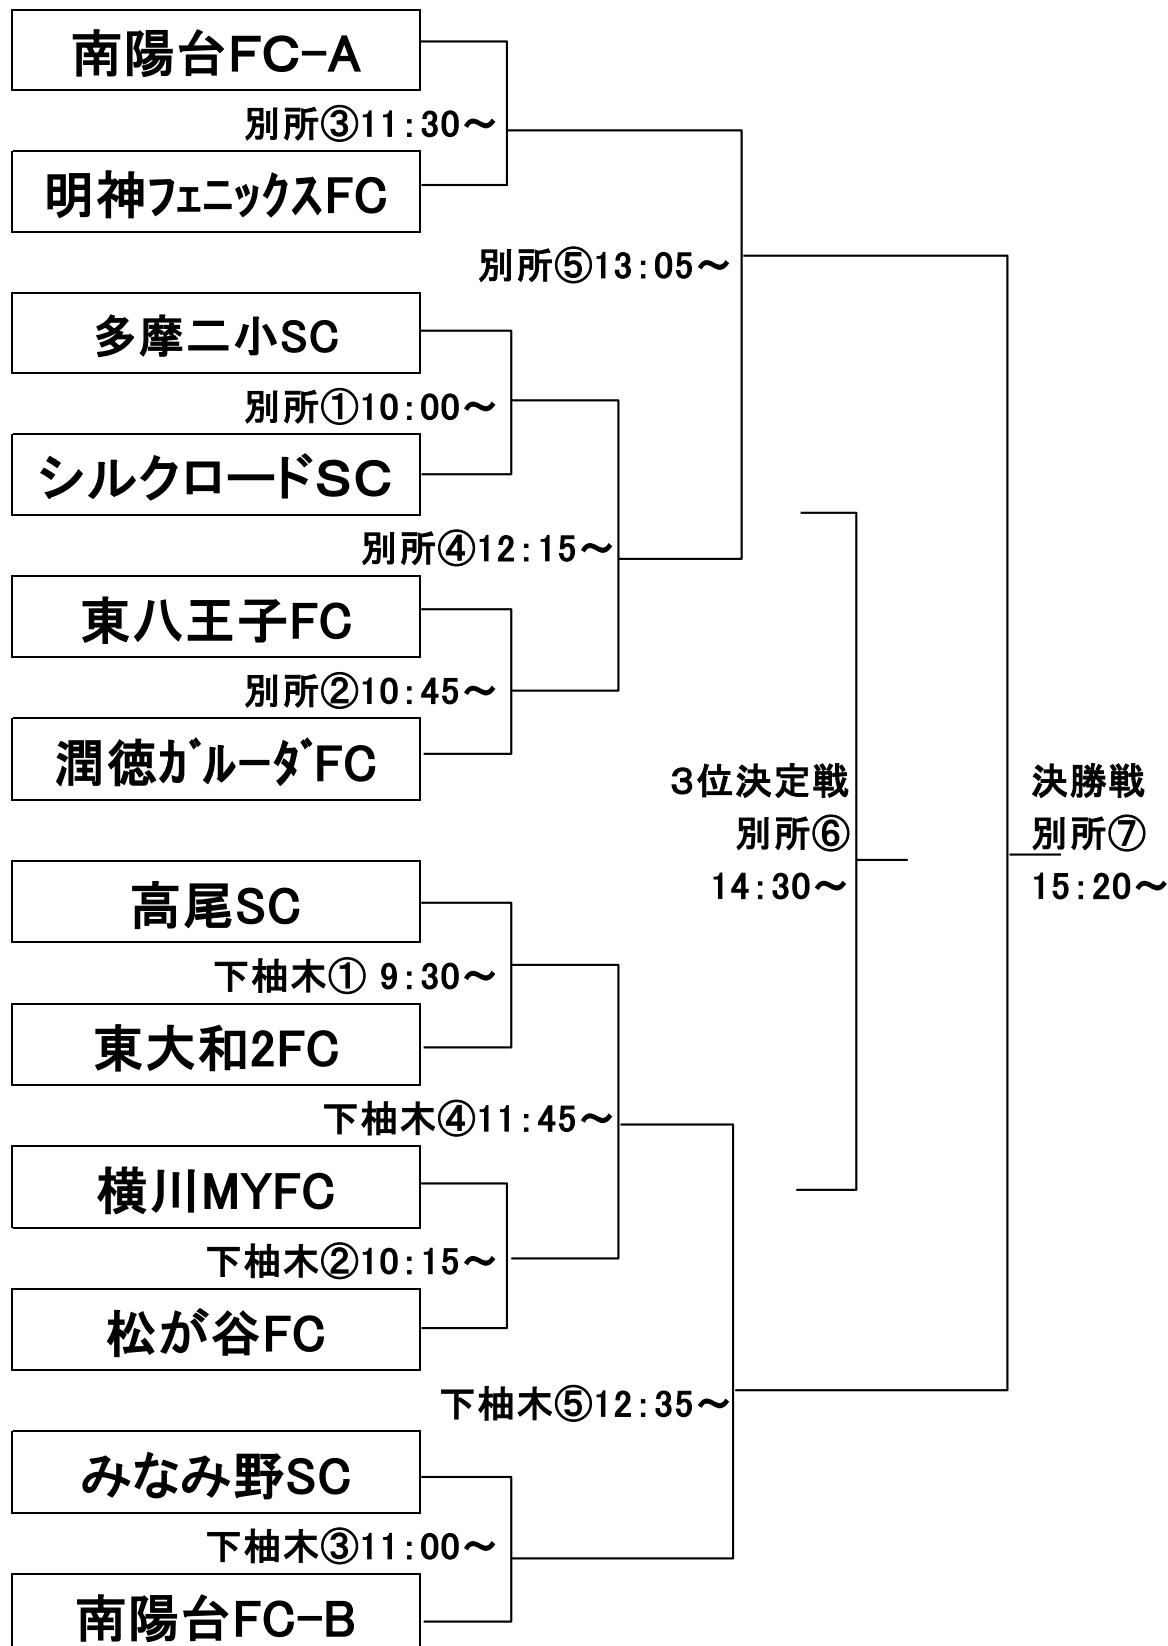 南陽台FC-A
別所③11:30～
明神フェニックスFC
別所⑤13:05～
多摩二小SC
別所①10:00～
シルクロードSC
別所④12:15～
東八王子FC
別所②10:45～
潤徳ｶﾞﾙｰﾀﾞFC
3位決定戦
別所⑥
14:30～
決勝戦
別所⑦
15:20～
高尾SC
下柚木① 9:30～
東大和2FC
下柚木④11:45～
横川MYFC
下柚木②10:15～
松が谷FC
下柚木⑤12:35～
みなみ野SC
下柚木③11:00～
南陽台FC-B